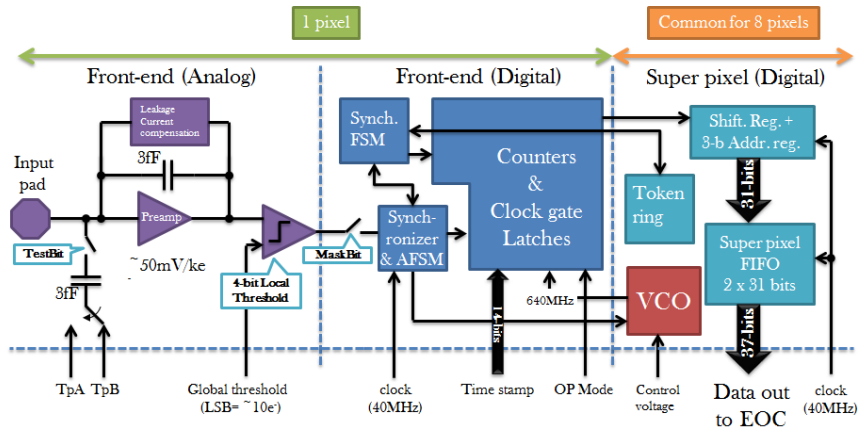 1 pixel
Common for 8 pixels
Front-end (Analog)
Front-end (Digital)
Super pixel (Digital)
Leakage
Current
compensation
3fF
Input
pad
Preamp
TestBit
~50mV/ke
3fF
4-bit Local
Threshold
MaskBit
Synch.
FSM
Synch-
ronizer
& AFSM
Counters
&
Clock gate
Latches
Shift. Reg. +
3-b Addr. reg.
31-bits
Token
ring
Super pixel
FIFO
2 x 31 bits
VCO
640MHz
14-bits
37-bits
TpA TpB
Global threshold
(LSB= ~10e-)
clock
(40MHz)
Time stamp
OP Mode
Control
voltage
Data out
to EOC
clock
(40MHz)